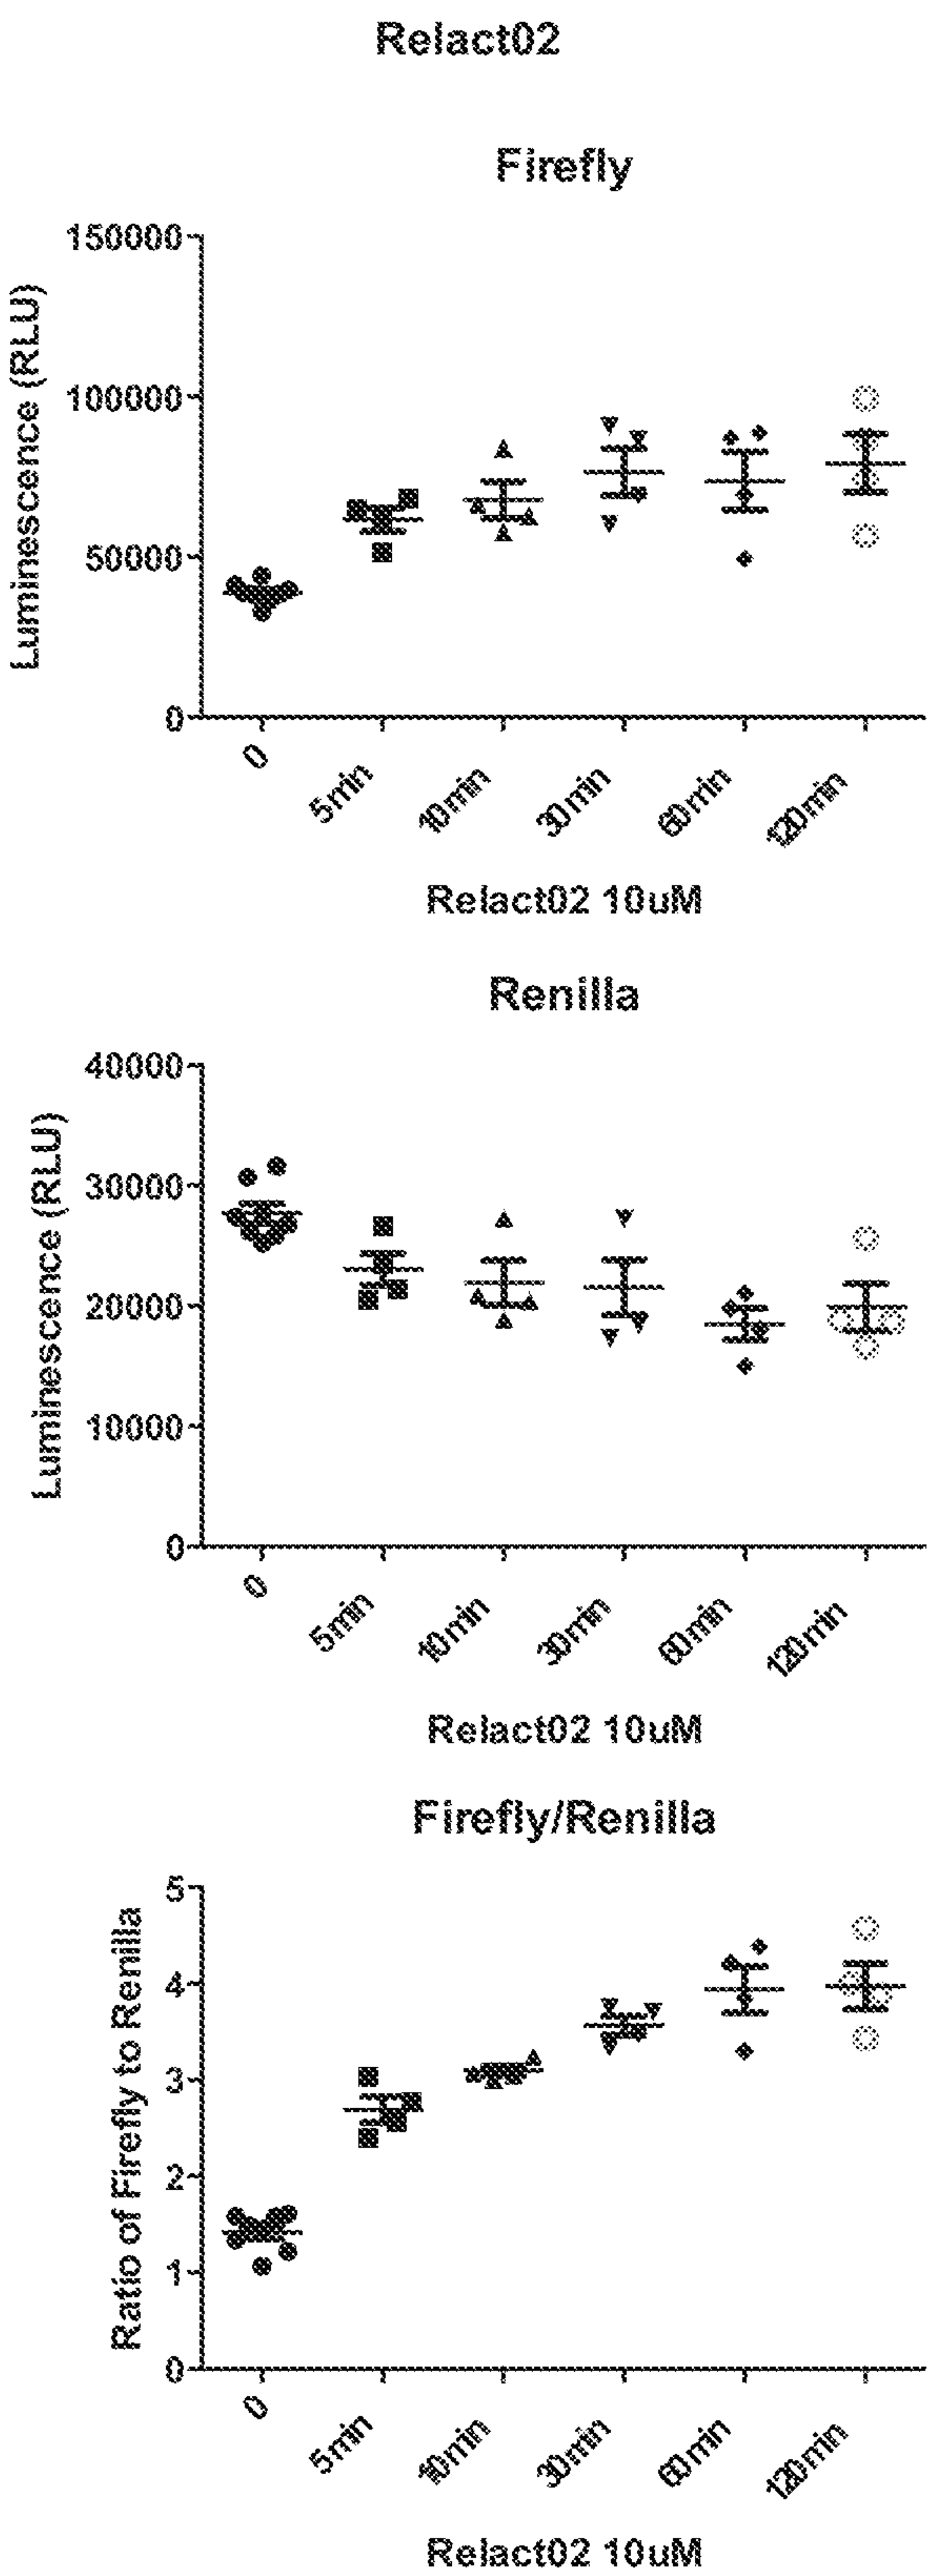 Relact02
Firefly
Luminescence (RLU)
150000
100000
50000
0
0
5min
10min
30min
60min
120min
Relact02 10uM
Renilla
Luminescence (RLU)
40000
30000
20000
10000
0
0
5min
10min
30min
60min
120min
Relact02 10uM
Firefly/Renilla
Ratio of Firefly to Renilla
5
4
3
2
1
0
0
5min
10min
30min
60min
120min
Relact02 10uM